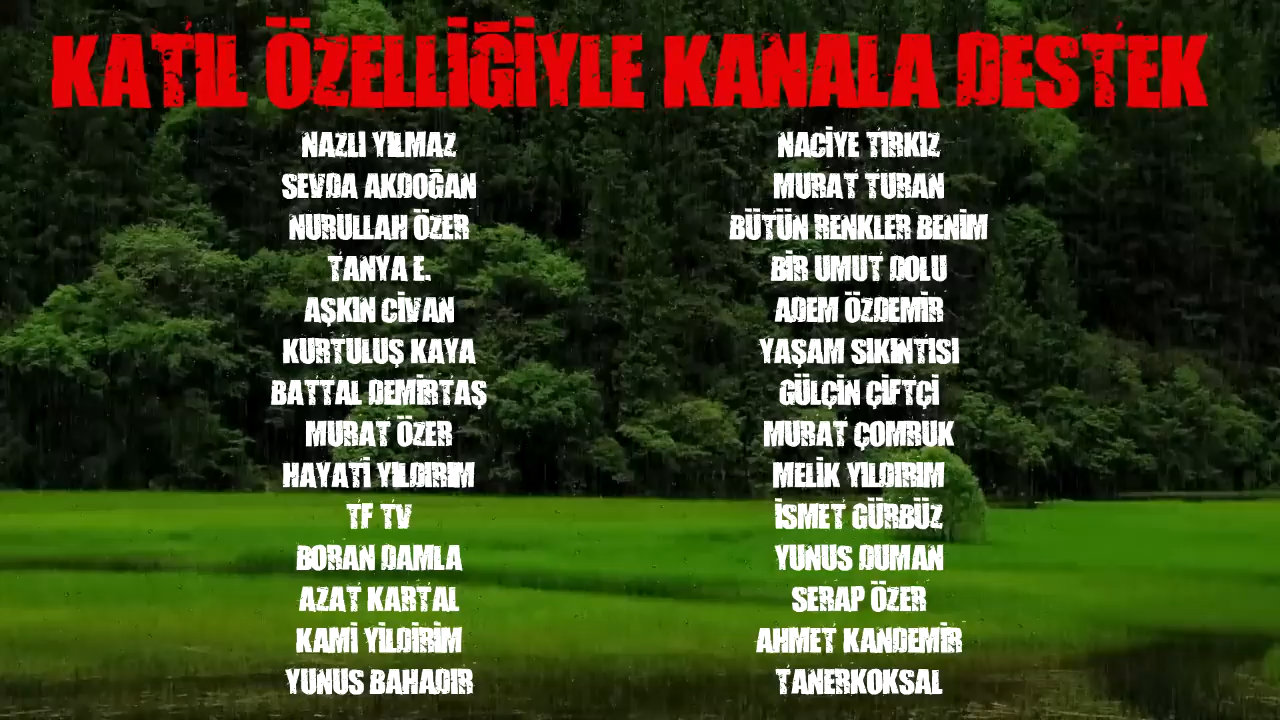 KATIL ÖZELLİĞİYLE KANALA DESTEK
NAZLI YILMAZ
SEVDA AKDOĞAN
NURULLAH ÖZER
TANYA E.
AŞKIN CİVAN
KURTULUŞ KAYA
BATTAL DEMİRTAŞ
MURAT ÖZER
HAYATİ YILDIRIM
TF TV
BORAN DAMLA
AZAT KARTAL
KAMİ YİLDİRİM
YUNUS BAHADIR
NACİYE TIRKIZ
MURAT TURAN
BÜTÜN RENKLER BENİM
BİR UMUT DOLU
ADEM ÖZDEMİR
YAŞAM SIKINTISI
GÜLÇİN ÇİFTÇİ
MURAT ÇOMRUK
MELİK YILDIRIM
İSMET GÜRBÜZ
YUNUS DUMAN
SERAP ÖZER
AHMET KANDEMİR
TANERKOKSAL